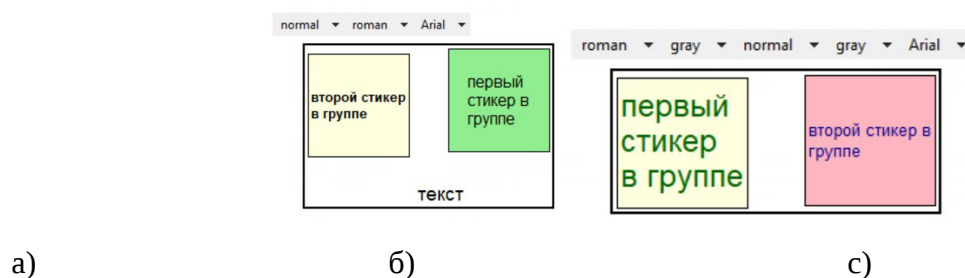 normal roman Arial
второй стикер
в группе
первый
стикер в
группе
текст
roman gray normal gray Arial
первый
стикер
в группе
второй стикер в
группе
а) б) с)